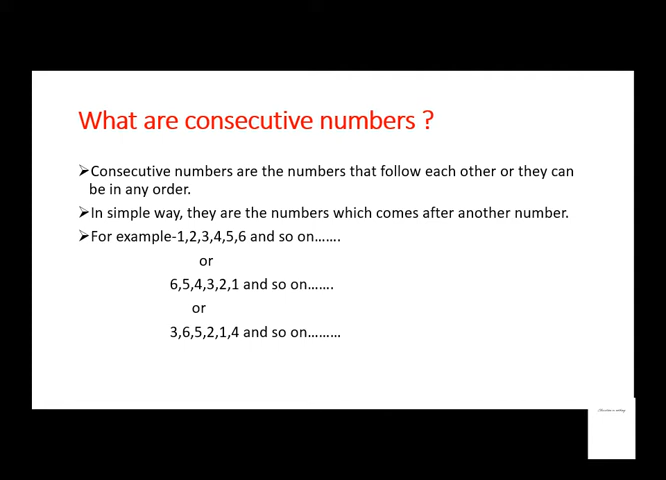 What are consecutive numbers ?
➢Consecutive numbers are the numbers that follow each other or they can
be in any order.
➢In simple way, they are the numbers which comes after another number.
➢For example-1,2,3,4,5,6 and so on…….
or
6,5,4,3,2,1 and so on…….
or
3,6,5,2,1,4 and so on………